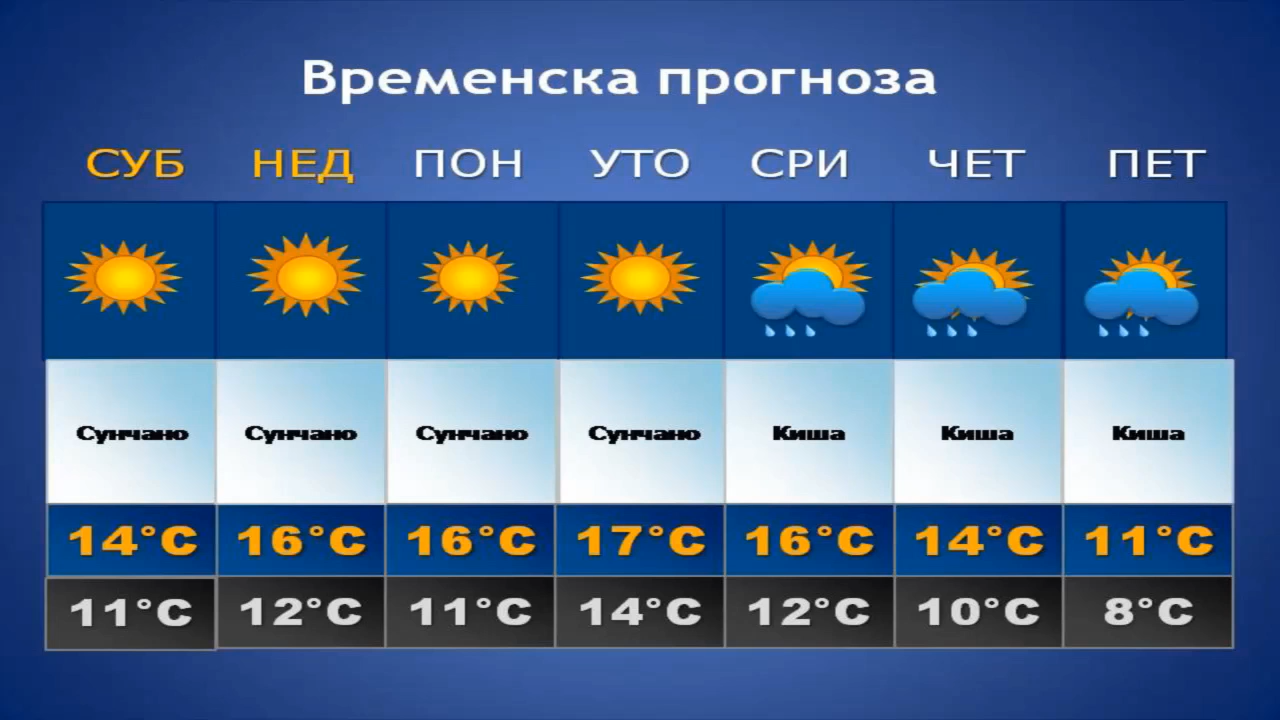 Временска прогноза
СУБ НЕД ПОН УТО СРИ ЧЕТ ПЕТ
Сунчано Сунчано Сунчано Сунчано Киша Киша Киша
14°C 16°C 16°C 17°C 16°C 14°C 11°C
11°C 12°C 11°C 14°C 12°C 10°C 8°C